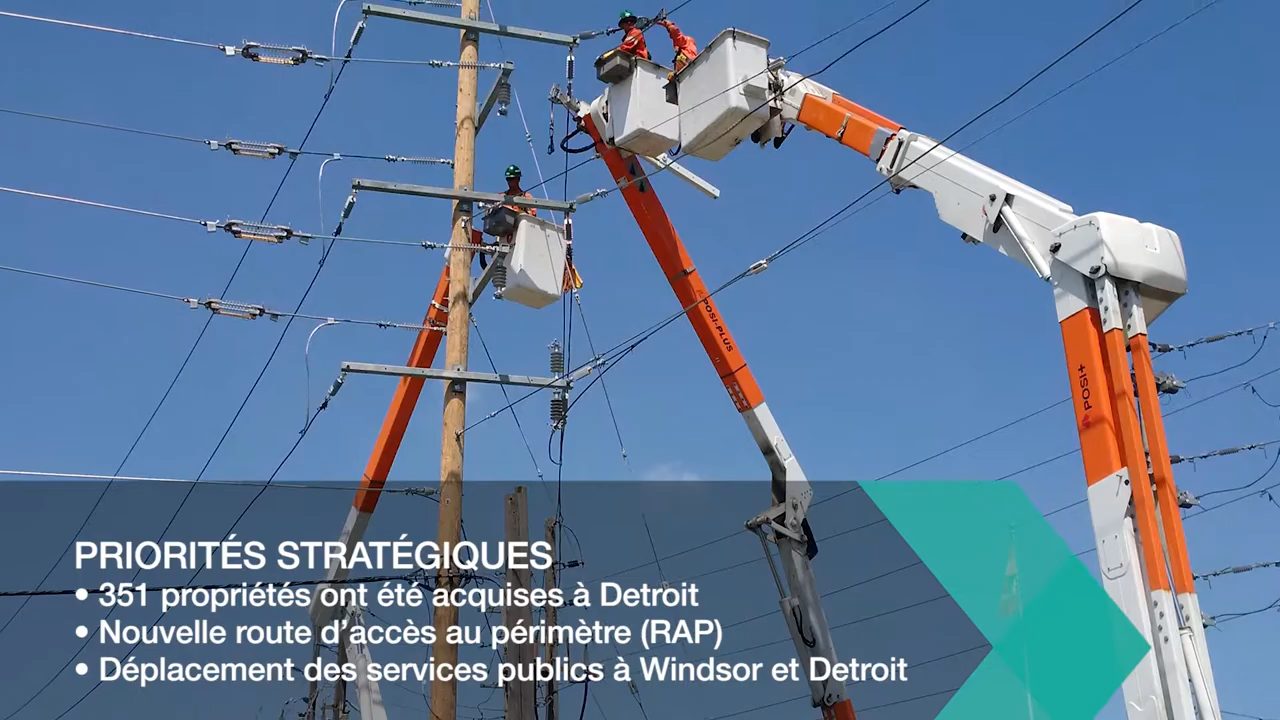 POSI-PLUS
POSI+
PRIORITÉS STRATÉGIQUES
• 351 propriétés ont été acquises à Detroit
• Nouvelle route d'accès au périmètre (RAP)
• Déplacement des services publics à Windsor et Detroit